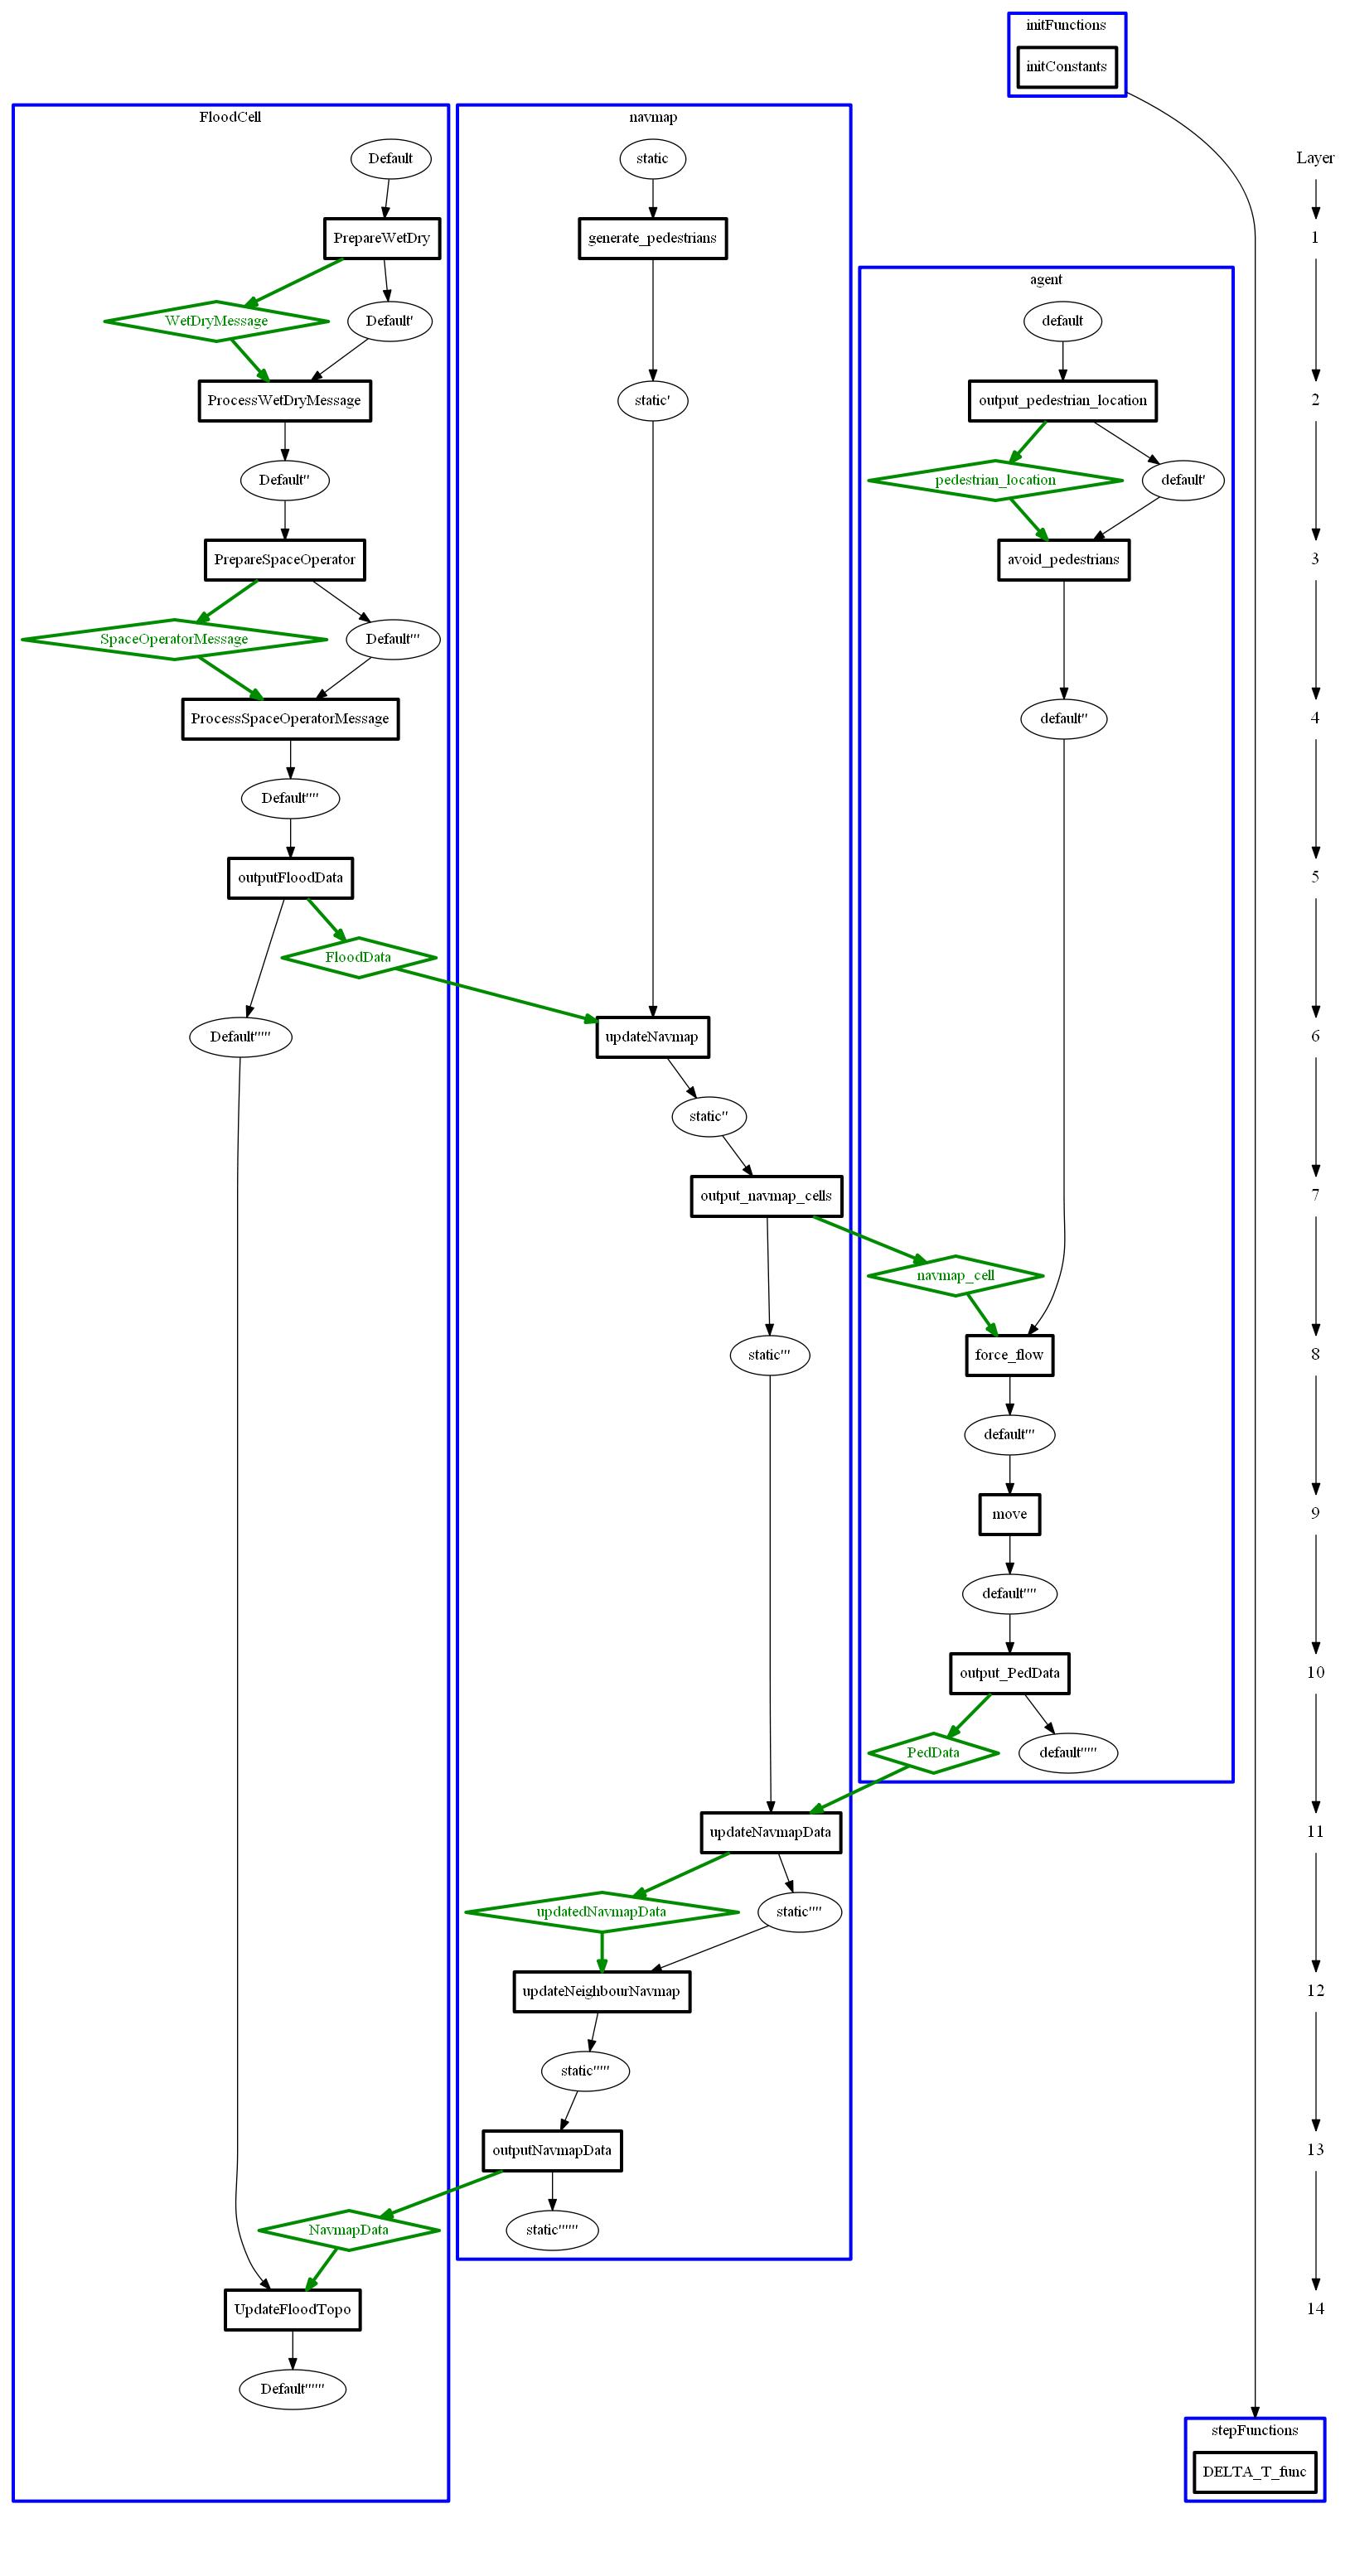 initFunctions
initConstants
FloodCell
navmap
Default
static
Layer
PrepareWetDry
generate_pedestrians
1
agent
WetDryMessage
Default'
default
ProcessWetDryMessage
static'
output_pedestrian_location
2
Default''
pedestrian_location
default'
PrepareSpaceOperator
avoid_pedestrians
3
SpaceOperatorMessage
Default'''
ProcessSpaceOperatorMessage
default''
4
Default''''
outputFloodData
5
FloodData
Default'''''
updateNavmap
6
static''
output_navmap_cells
7
navmap_cell
static'''
force_flow
8
default'''
move
9
default''''
output_PedData
10
PedData
default'''''
updateNavmapData
11
updatedNavmapData
static''''
updateNeighbourNavmap
12
static'''''
outputNavmapData
13
NavmapData
static''''''
UpdateFloodTopo
14
Default''''''
stepFunctions
DELTA_T_func